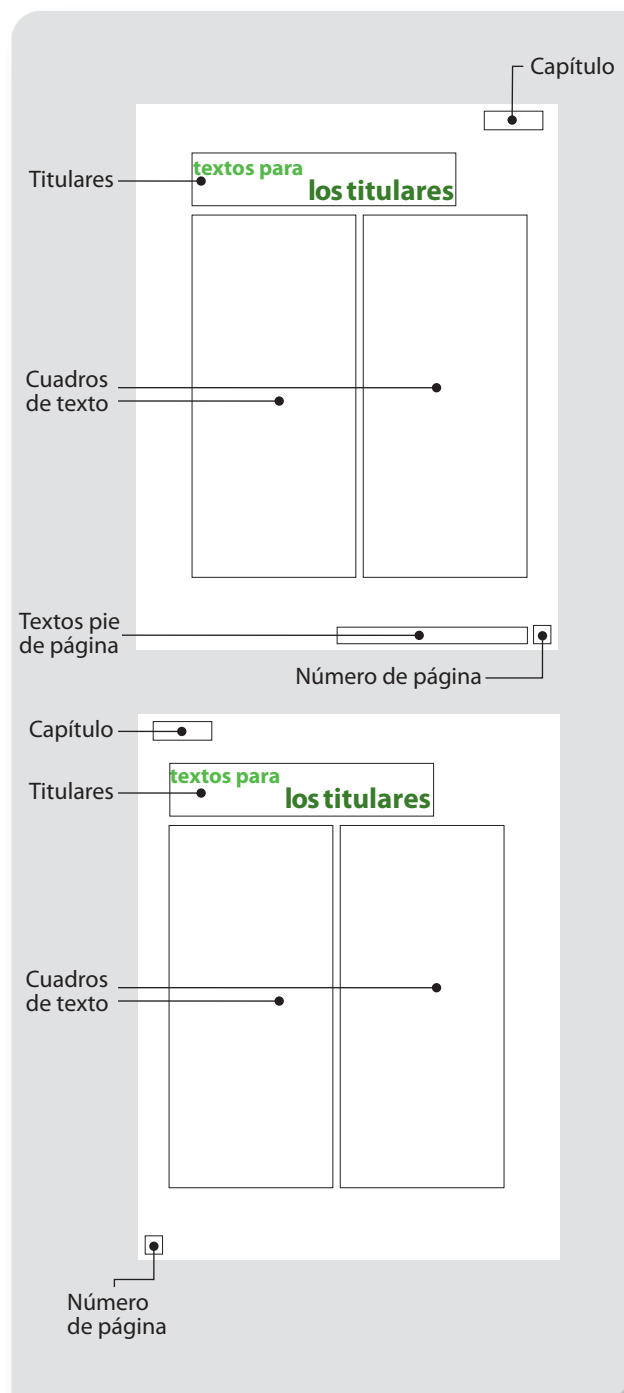 Capítulo
textos para
Titulares
los titulares
Cuadros
de texto
Textos pie
de página
Número de página
Capítulo
textos para
Titulares
los titulares
Cuadros
de texto
Número
de página